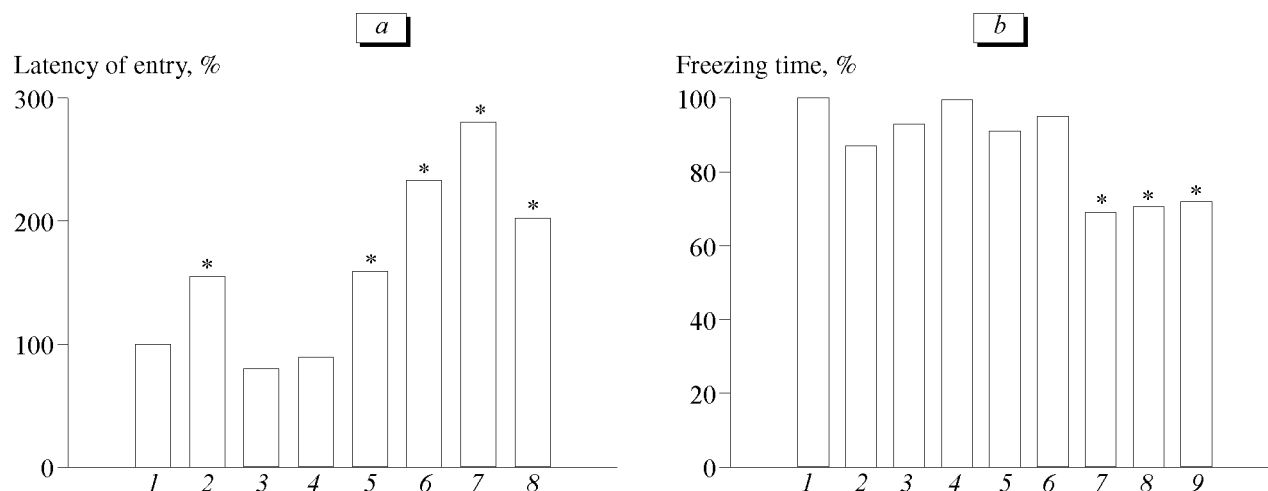 a
Latency of entry, %
300
200
100
0
* * * * *
1 2 3 4 5 6 7 8
b
Freezing time, %
100
80
60
40
20
0
* * *
1 2 3 4 5 6 7 8 9